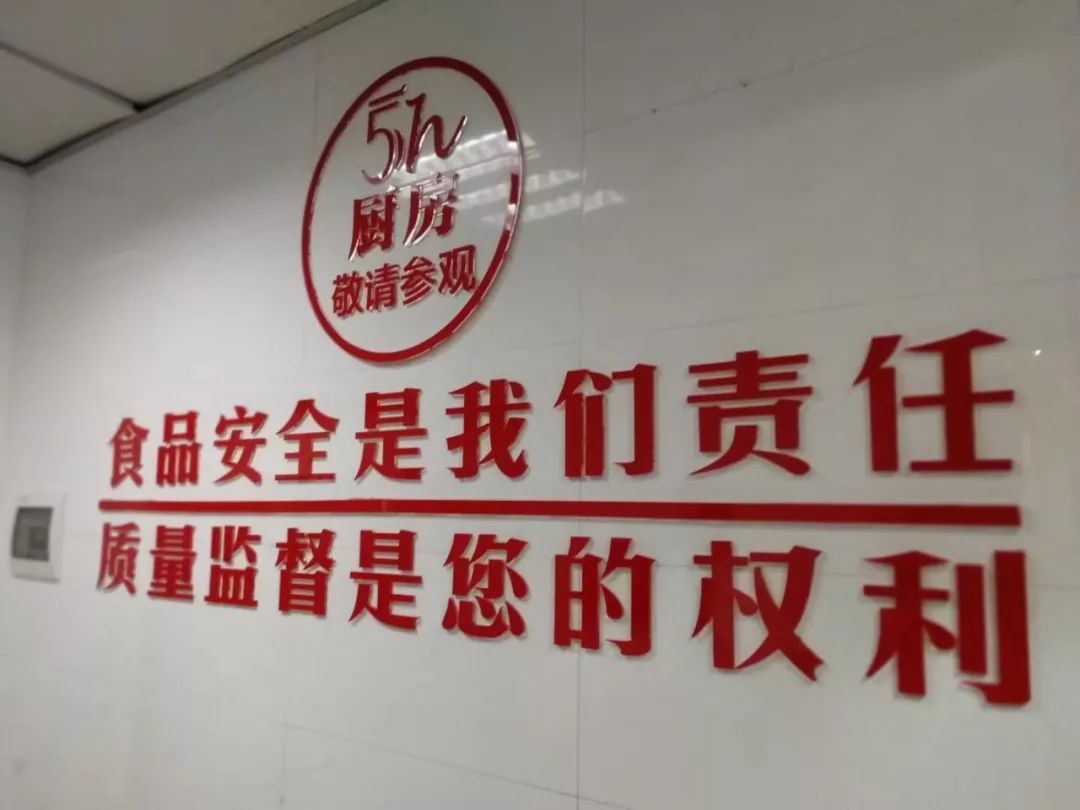 5h
厨房
敬请参观
食品安全是我们责任
质量监督是您的权利